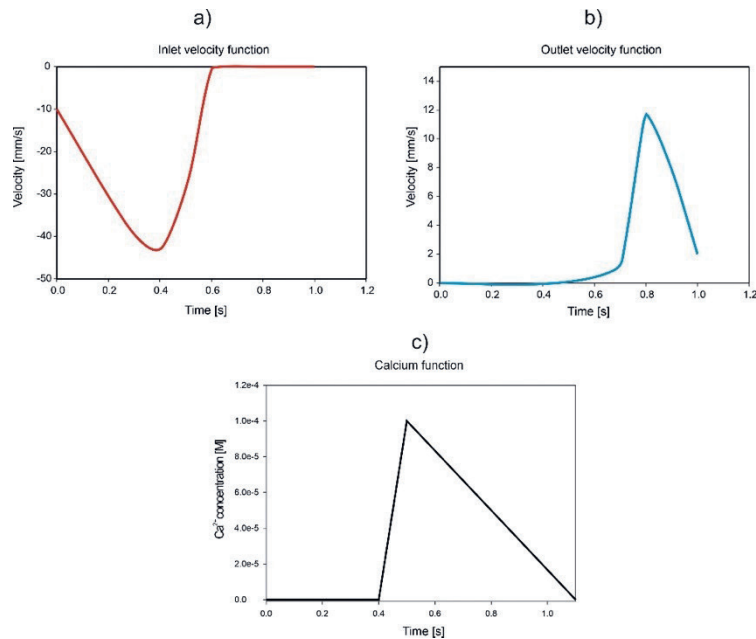 a)
Inlet velocity function
Velocity [mm/s]
0
-10
-20
-30
-40
-50
0.0 0.2 0.4 0.6 0.8 1.0 1.2
Time [s]
b)
Outlet velocity function
Velocity [mm/s]
14
12
10
8
6
4
2
0
0.0 0.2 0.4 0.6 0.8 1.0 1.2
Time [s]
c)
Calcium function
Ca²⁺ concentration [M]
1.2e-4
1.0e-4
8.0e-5
6.0e-5
4.0e-5
2.0e-5
0.0
0.0 0.2 0.4 0.6 0.8 1.0
Time [s]